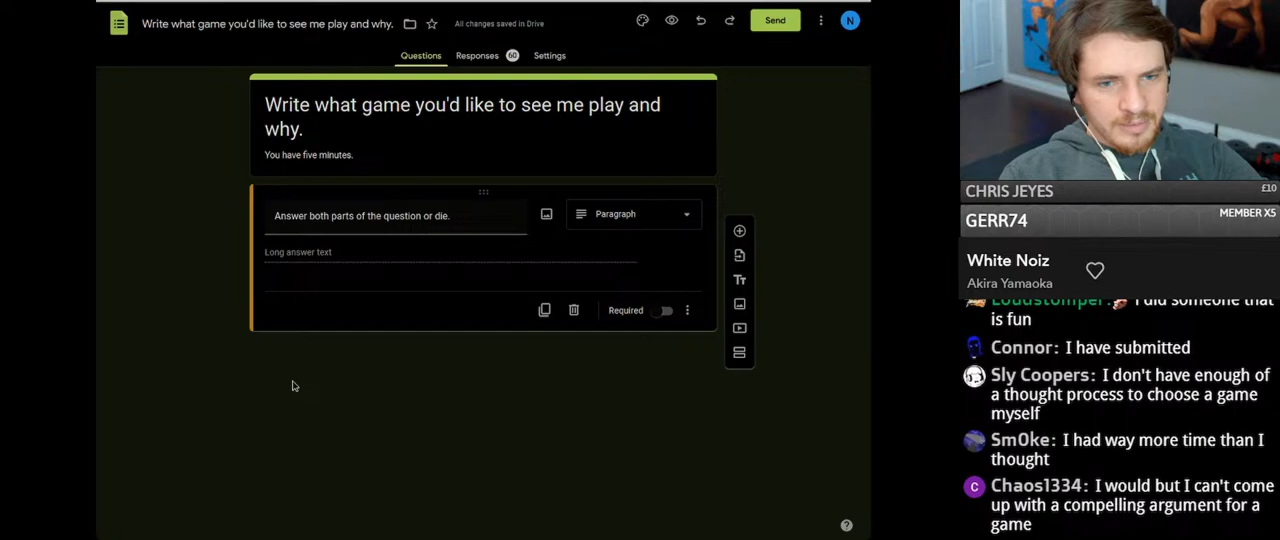 Write what game you'd like to see me play and why.
All changes saved in Drive
Send
N
Questions
Responses
60
Settings
Write what game you'd like to see me play and
why.
You have five minutes.
Answer both parts of the question or die.
Paragraph
Long answer text
Required
CHRIS JEYES
£10
GERR74
MEMBER X5
White Noiz
Akira Yamaoka
Loudstomper: I did someone that
is fun
Connor: I have submitted
Sly Coopers: I don't have enough of
a thought process to choose a game
myself
Sm0ke: I had way more time than I
thought
C
Chaos1334: I would but I can't come
up with a compelling argument for a
game